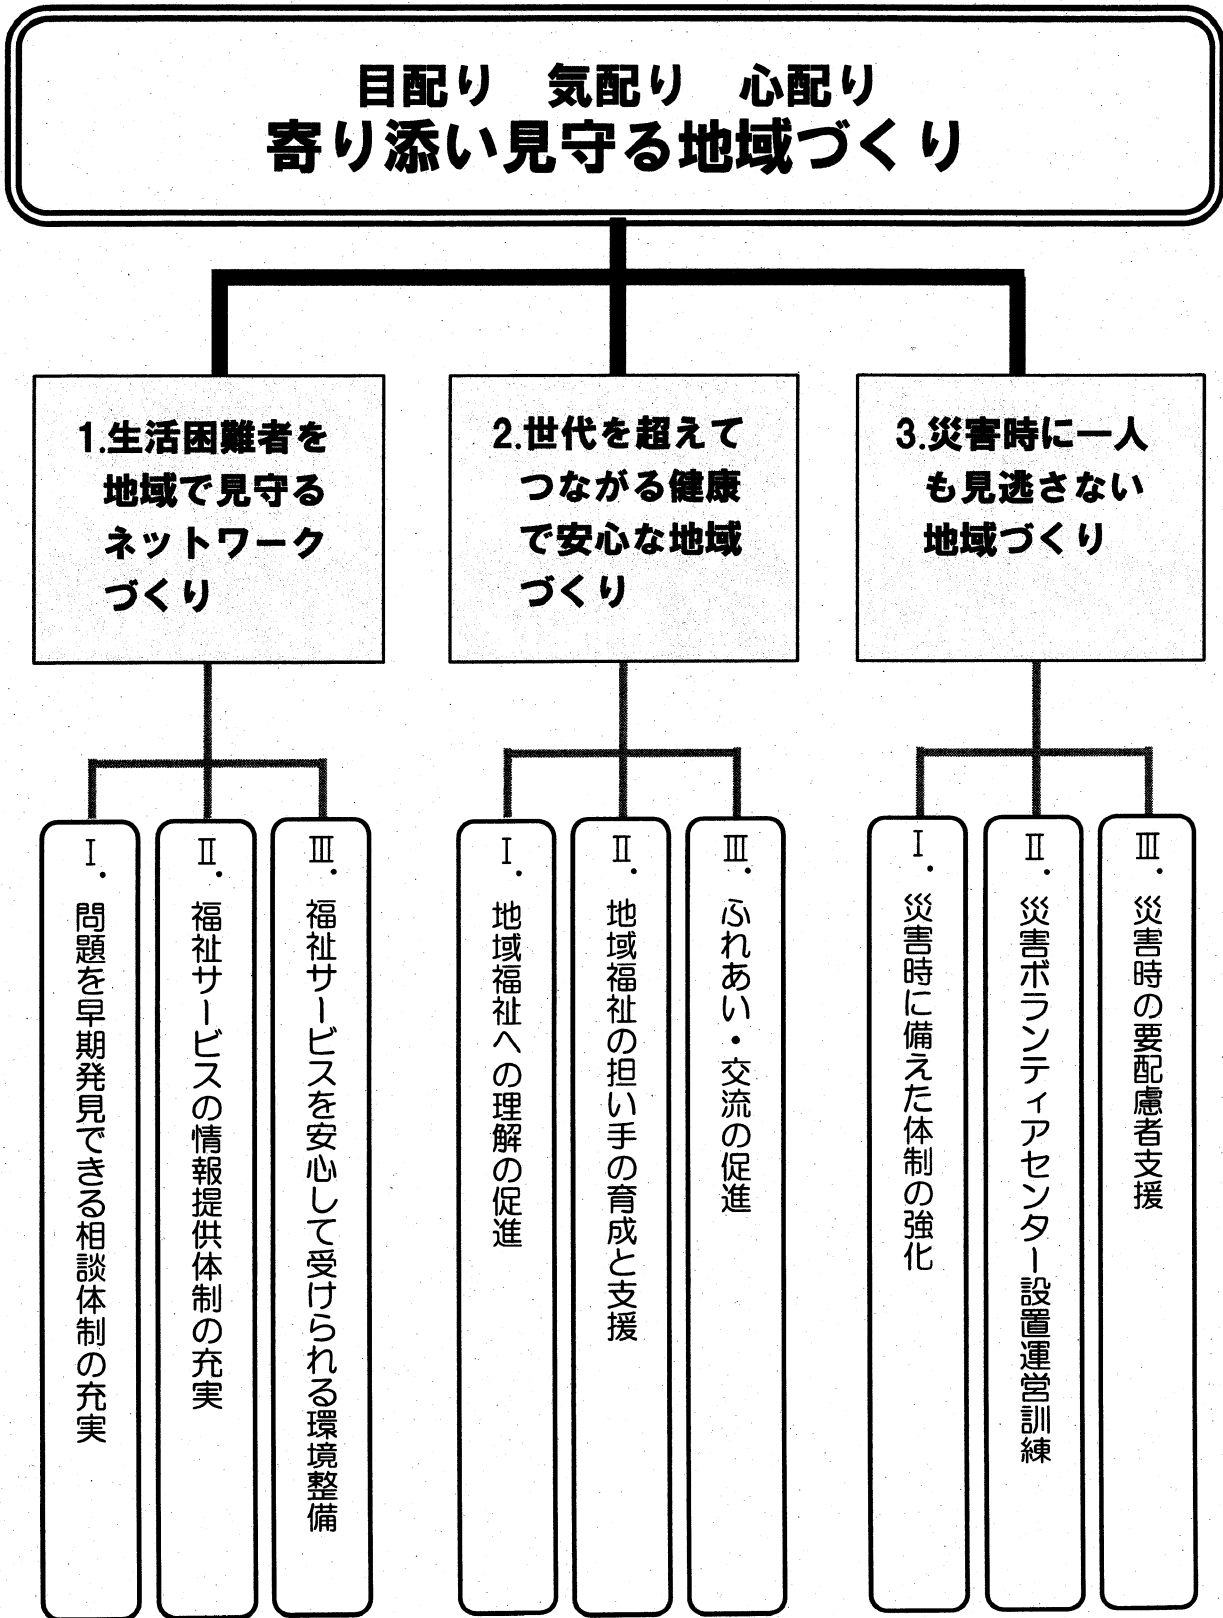 目配り 気配り 心配り
寄り添い見守る地域づくり
1.生活困難者を
地域で見守る
ネットワーク
づくり
2.世代を超えて
つながる健康
で安心な地域
づくり
3.災害時に一人
も見逃さない
地域づくり
Ⅰ.問題を早期発見できる相談体制の充実
Ⅱ.福祉サービスの情報提供体制の充実
Ⅲ.福祉サービスを安心して受けられる環境整備
Ⅰ.地域福祉への理解の促進
Ⅱ.地域福祉の担い手の育成と支援
Ⅲ.ふれあい・交流の促進
Ⅰ.災害時に備えた体制の強化
Ⅱ.災害ボランティアセンター設置運営訓練
Ⅲ.災害時の要配慮者支援